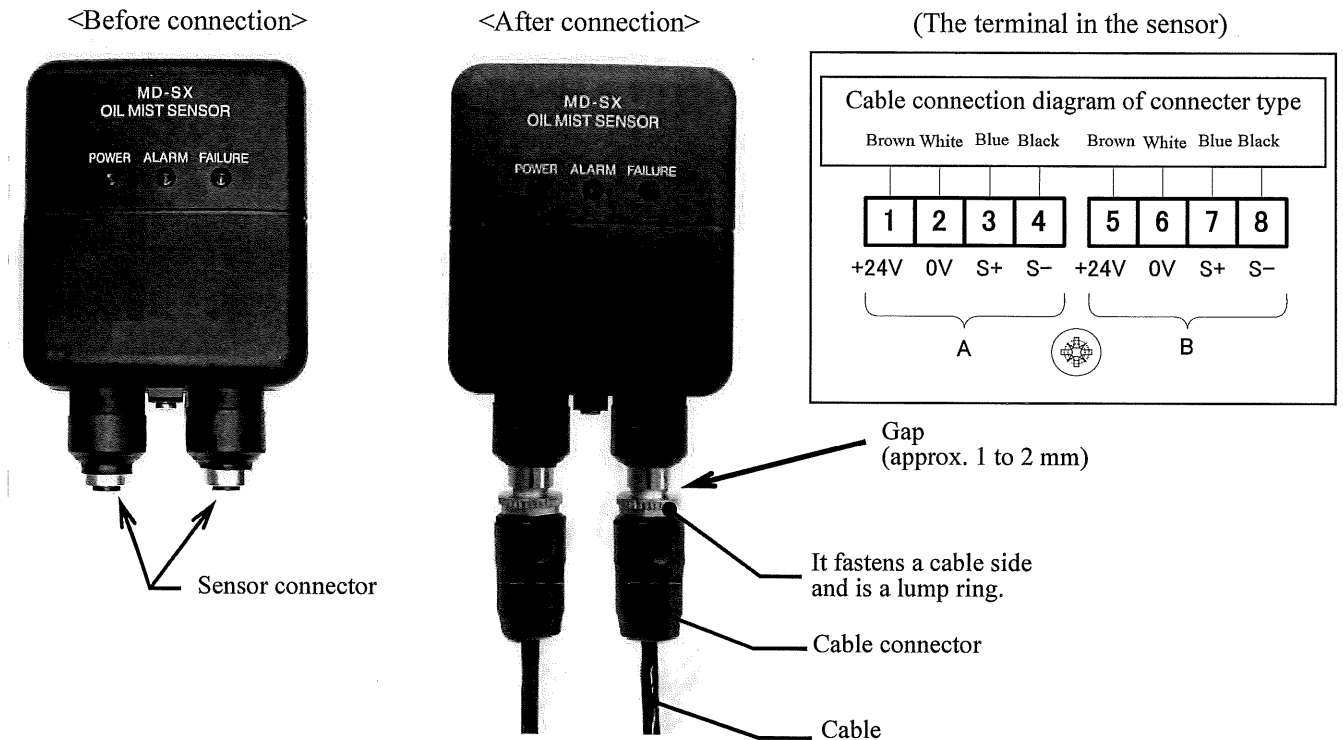 <Before connection>
MD-SX
OIL MIST SENSOR
POWER ALARM FAILURE
Sensor connector
<After connection>
MD-SX
OIL MIST SENSOR
POWER ALARM FAILURE
Gap
(approx. 1 to 2 mm)
It fastens a cable side
and is a lump ring.
Cable connector
Cable
(The terminal in the sensor)
Cable connection diagram of connecter type
Brown White Blue Black Brown White Blue Black
1 2 3 4 5 6 7 8
+24V 0V S+ S- +24V 0V S+ S-
A B